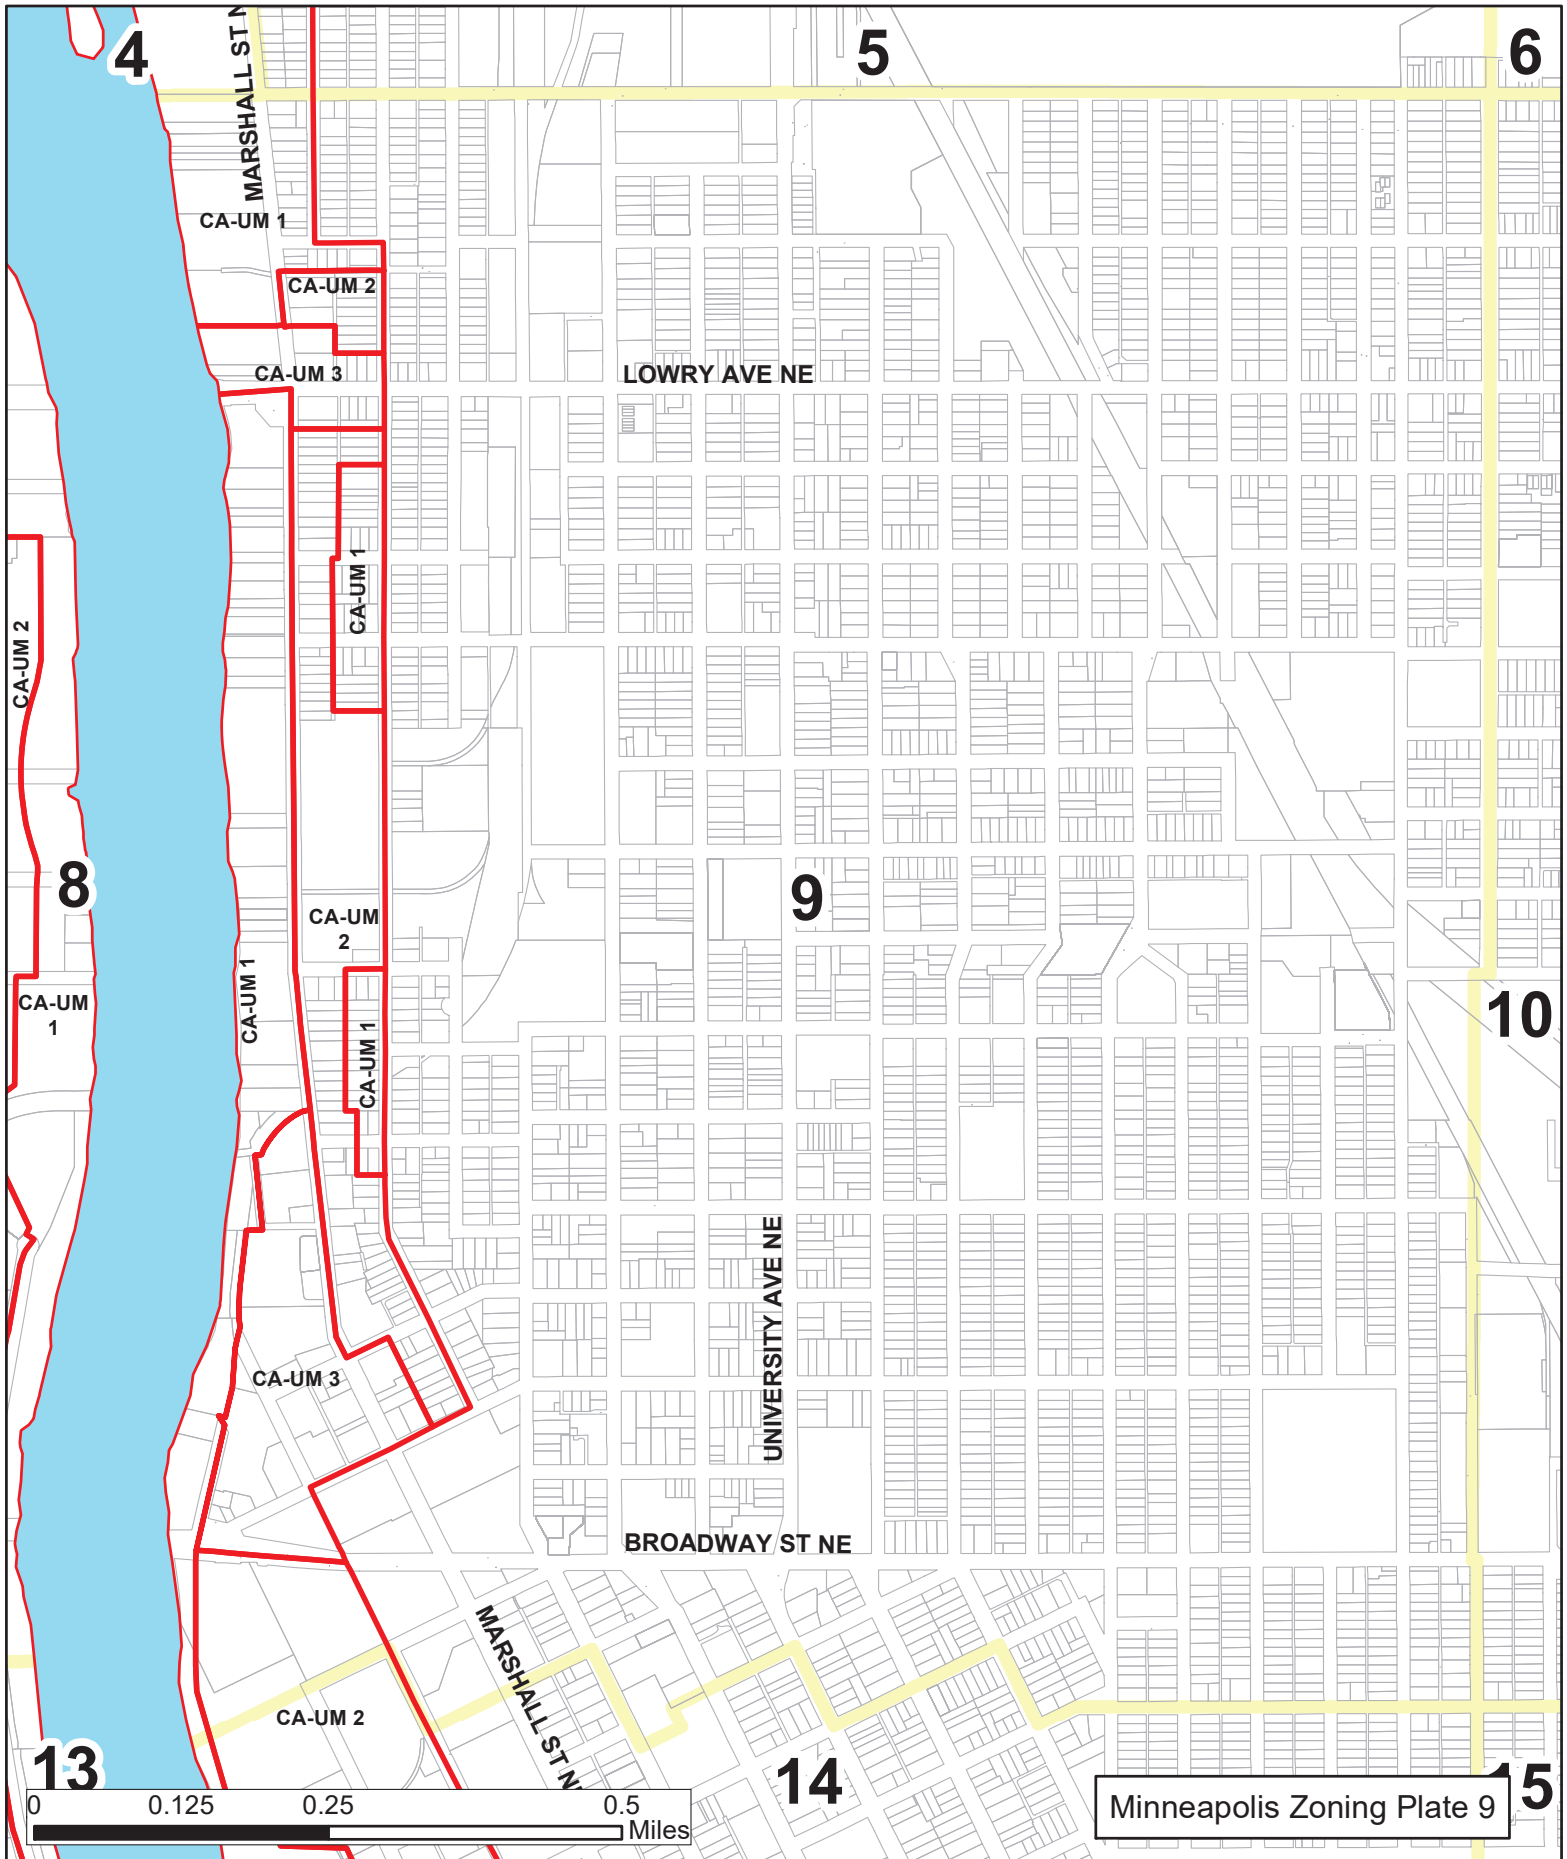 4
5
6
MARSHALL ST N
CA-UM 1
CA-UM 2
CA-UM 3
LOWRY AVE NE
CA-UM 1
CA-UM 2
8
9
CA-UM
2
CA-UM 1
CA-UM
1
10
CA-UM 1
UNIVERSITY AVE NE
CA-UM 3
BROADWAY ST NE
MARSHALL ST N
CA-UM 2
13
14
15
0 0.125 0.25 0.5
Miles
Minneapolis Zoning Plate 9